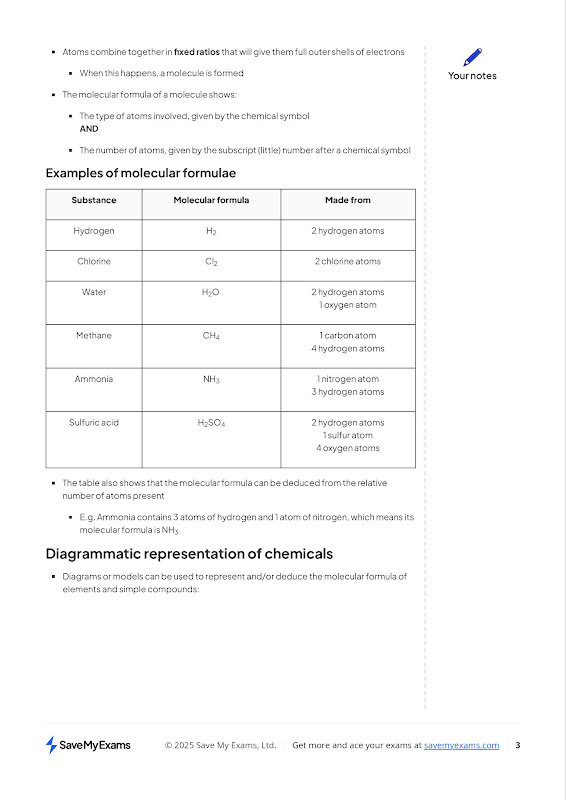 Atoms combine together in fixed ratios that will give them full outer shells of electrons
Your notes
When this happens, a molecule is formed
The molecular formula of a molecule shows:
The type of atoms involved, given by the chemical symbol
AND
The number of atoms, given by the subscript (little) number after a chemical symbol
Examples of molecular formulae
Substance Molecular formula Made from
Hydrogen H₂ 2 hydrogen atoms
Chlorine Cl₂ 2 chlorine atoms
Water H₂O 2 hydrogen atoms
1 oxygen atom
Methane CH₄ 1 carbon atom
4 hydrogen atoms
Ammonia NH₃ 1 nitrogen atom
3 hydrogen atoms
Sulfuric acid H₂SO₄ 2 hydrogen atoms
1 sulfur atom
4 oxygen atoms
The table also shows that the molecular formula can be deduced from the relative
number of atoms present
E.g. Ammonia contains 3 atoms of hydrogen and 1 atom of nitrogen, which means its
molecular formula is NH₃
Diagrammatic representation of chemicals
Diagrams or models can be used to represent and/or deduce the molecular formula of
elements and simple compounds:
SaveMyExams © 2025 Save My Exams, Ltd. Get more and ace your exams at savemyexams.com 3